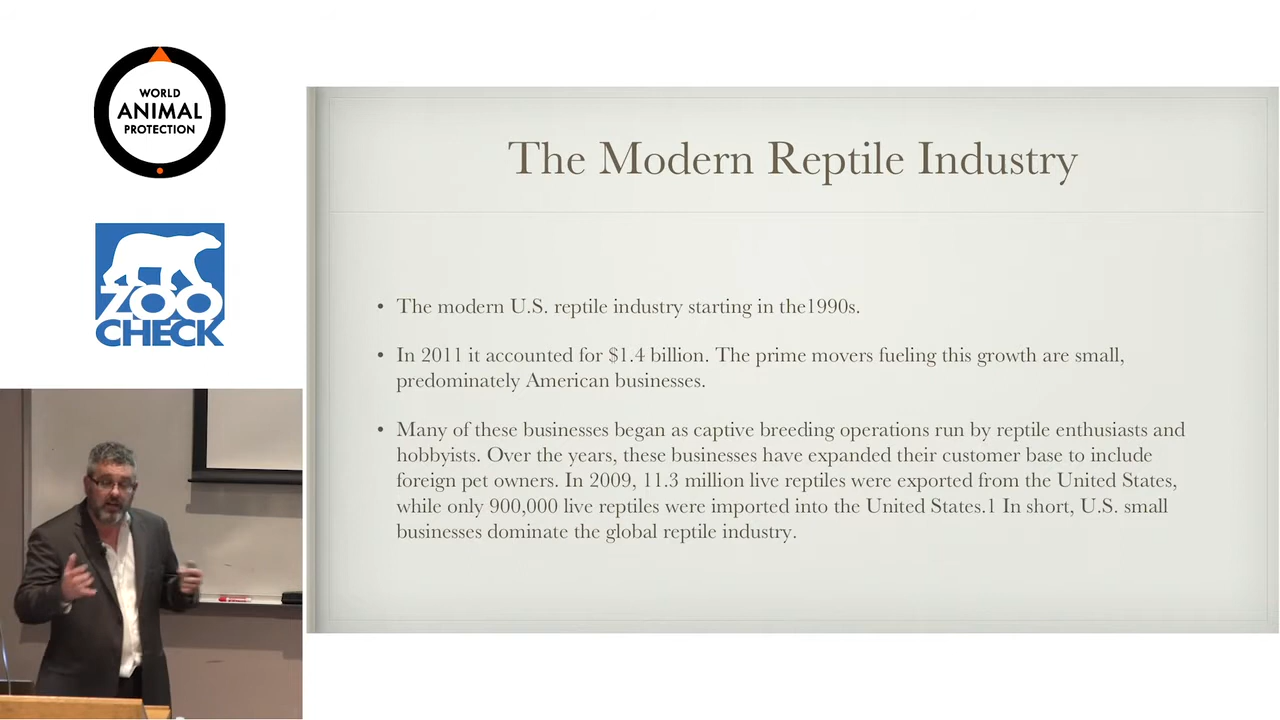 WORLD
ANIMAL
PROTECTION
ZOO
CHECK
The Modern Reptile Industry
• The modern U.S. reptile industry starting in the1990s.
• In 2011 it accounted for $1.4 billion. The prime movers fueling this growth are small,
predominately American businesses.
• Many of these businesses began as captive breeding operations run by reptile enthusiasts and
hobbyists. Over the years, these businesses have expanded their customer base to include
foreign pet owners. In 2009, 11.3 million live reptiles were exported from the United States,
while only 900,000 live reptiles were imported into the United States.1 In short, U.S. small
businesses dominate the global reptile industry.